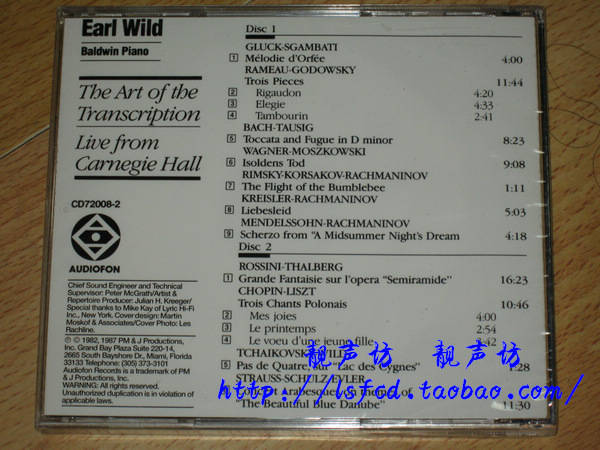 Earl Wild
Baldwin Piano
The Art of the
Transcription
Live from
Carnegie Hall
CD72008-2
AUDIOFON
Chief Sound Engineer and Technical
Supervisor: Peter McGrath/Artist &
Repertoire Producer: Julian H. Kreeger/
Special thanks to Mike Kay of Lyric Hi-Fi
Inc., New York. Cover design: Martin
Moskof & Associates/Cover Photo: Les
Rachline.
℗ © 1982, 1987 PM & J Productions,
Inc. Grand Bay Plaza Suite 220-14,
2665 South Bayshore Dr., Miami, Florida
33133 Telephone: (305) 373-3101
Audiofon Records is a trademark of PM
& J Productions, Inc.
WARNING: All rights reserved.
Unauthorized duplication is in violation of
applicable laws.
Disc 1
GLUCK-SGAMBATI
1 Mélodie d'Orfée 4:00
RAMEAU-GODOWSKY
Trois Pieces 11:44
2 Rigaudon 4:20
3 Elegie 4:33
4 Tambourin 2:41
BACH-TAUSIG
5 Toccata and Fugue in D minor 8:23
WAGNER-MOSZKOWSKI
6 Isoldens Tod 9:08
RIMSKY-KORSAKOV-RACHMANINOV
7 The Flight of the Bumblebee 1:11
KREISLER-RACHMANINOV
8 Liebesleid 5:03
MENDELSSOHN-RACHMANINOV
9 Scherzo from "A Midsummer Night's Dream 4:18
Disc 2
ROSSINI-THALBERG
1 Grande Fantaisie sur l'opera "Semiramide" 16:23
CHOPIN-LISZT
Trois Chants Polonais 10:46
2 Mes joies 4:00
3 Le printemps 2:54
4 Le voeu d'une jeune fille 3:42
TCHAIKOVSKY-WILD
5 Pas de Quatre, "Lac des Cygnes" :28
STRAUSS-SCHULZ-EVLER
Arabesques of
"The Beautiful Blue Danube" 11:30
靓声坊 靓声坊
http://lsfcd.taobao.com/